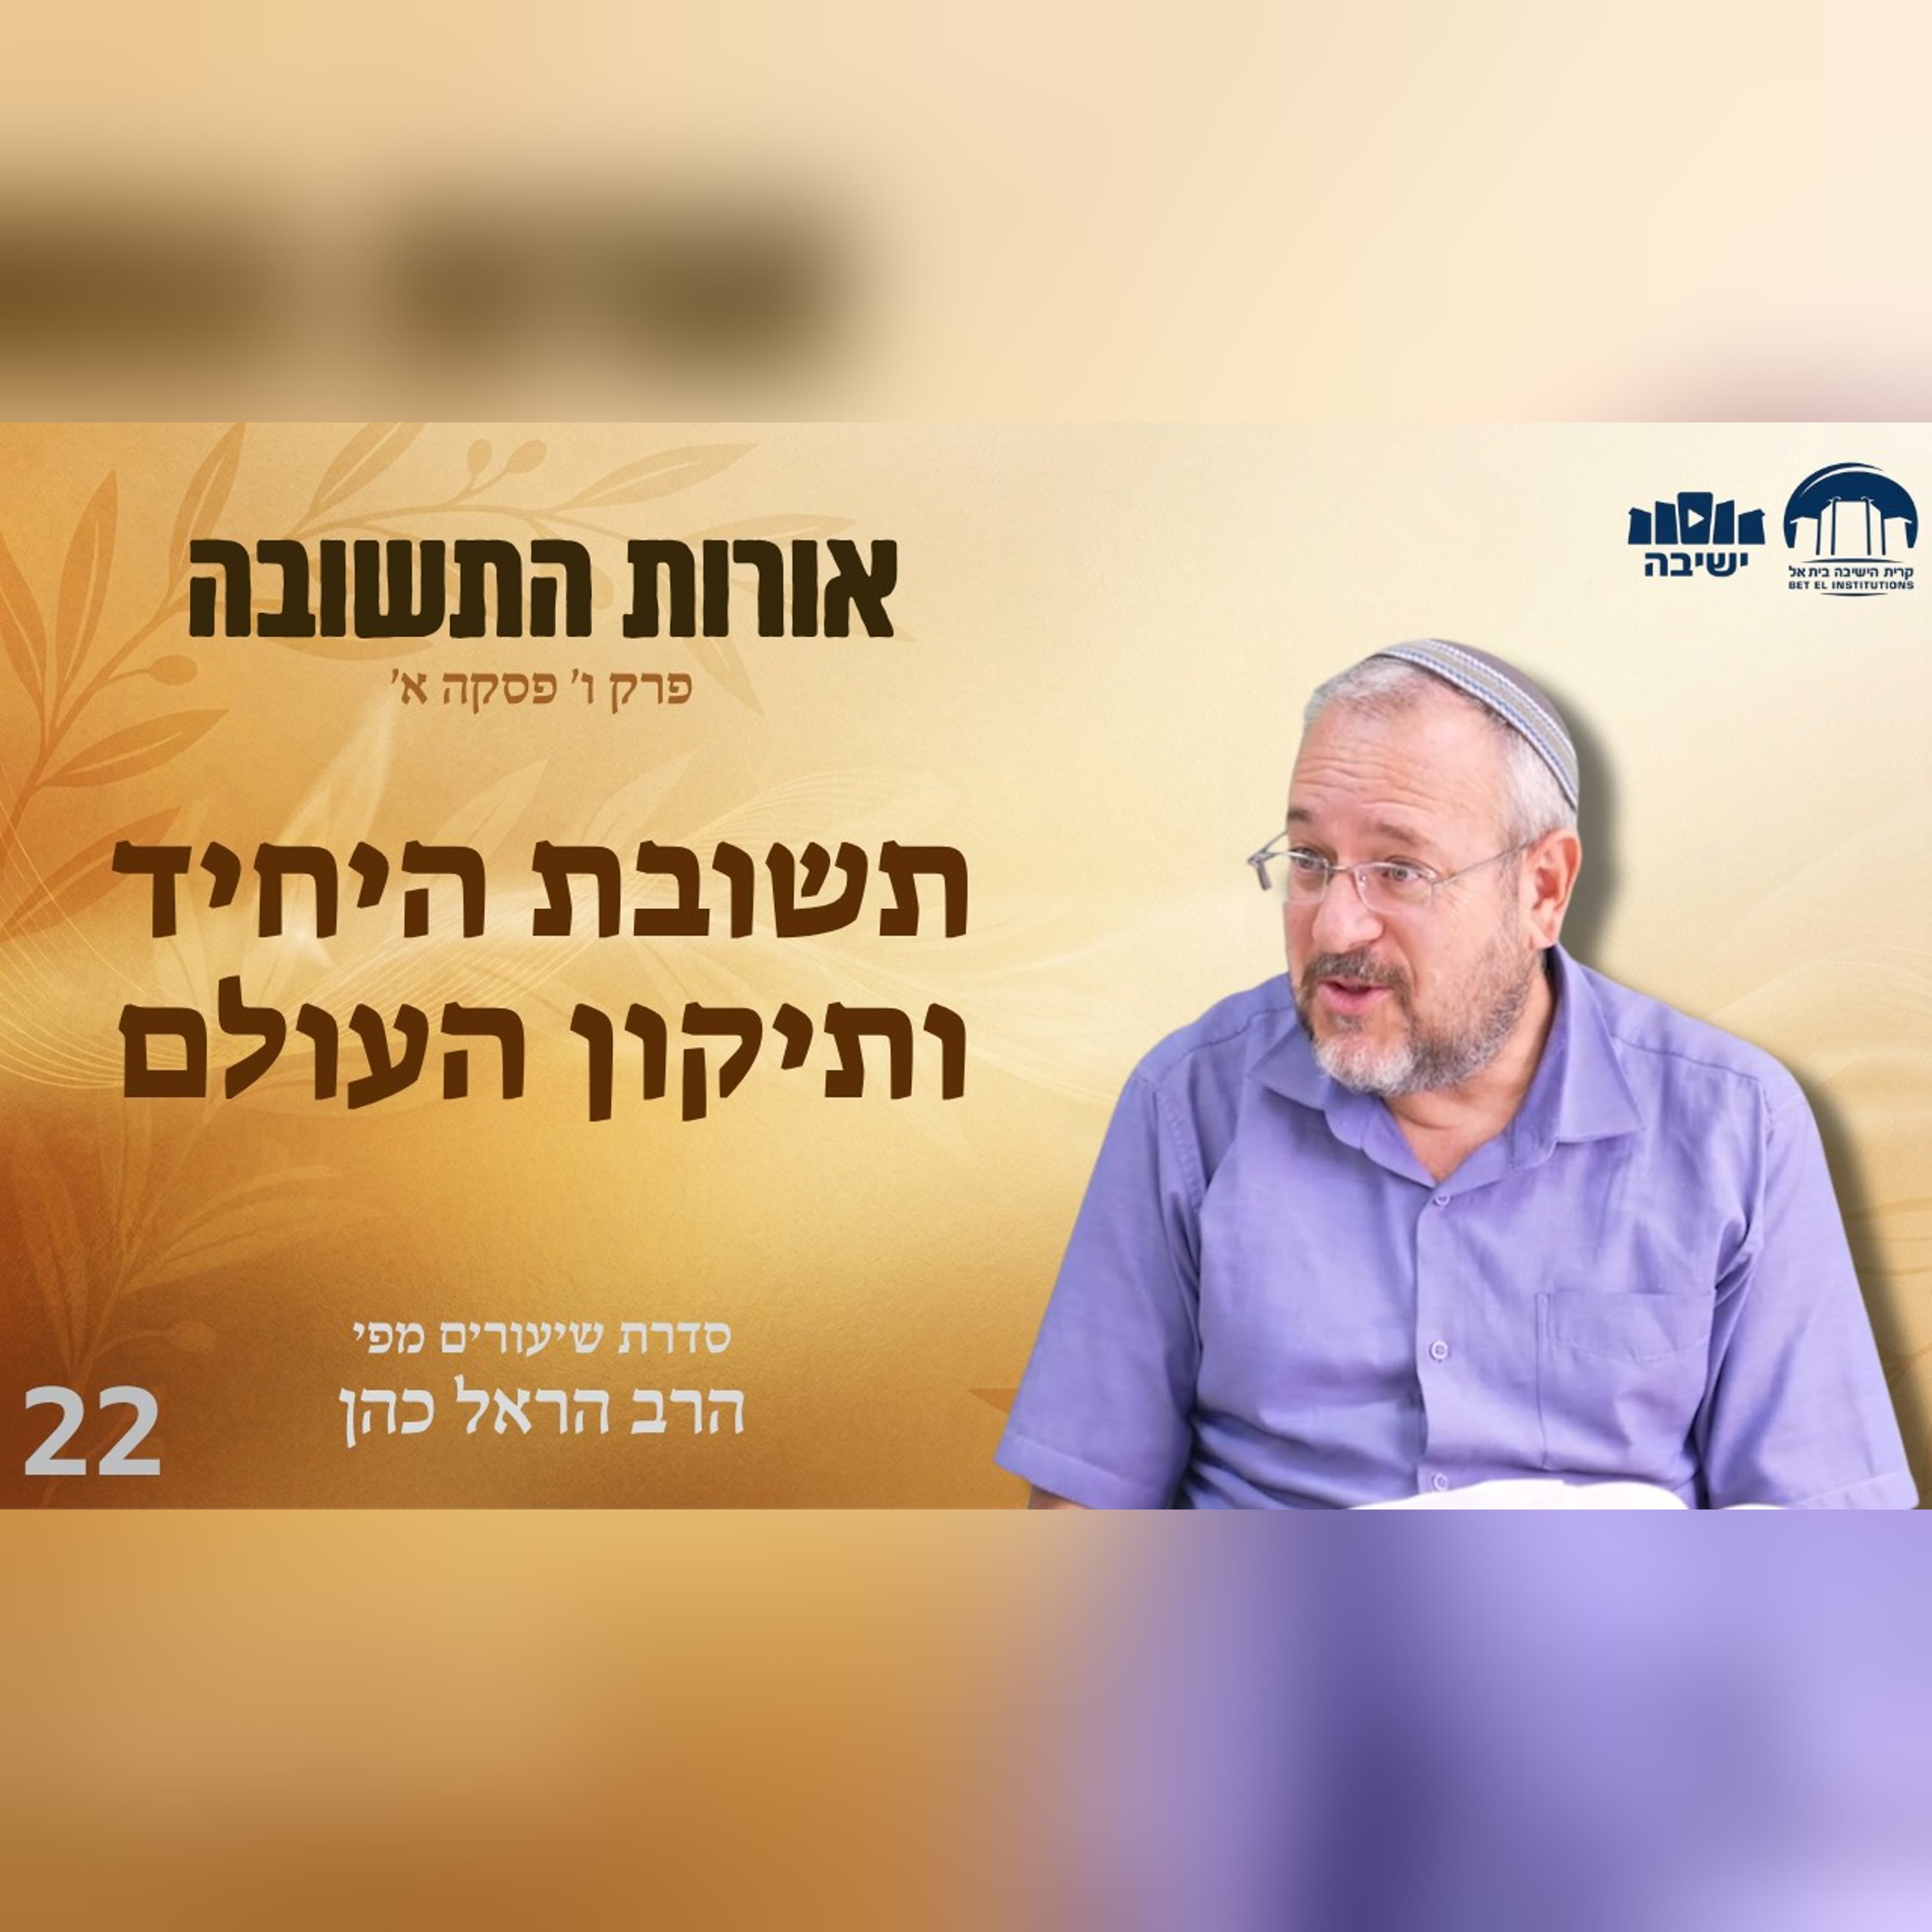 ישיבה
קרית הישיבה בית אל
BET EL INSTITUTIONS
אורות התשובה
פרק ו' פסקה א'
תשובת היחיד
ותיקון העולם
סדרת שיעורים מפי
הרב הראל כהן
22